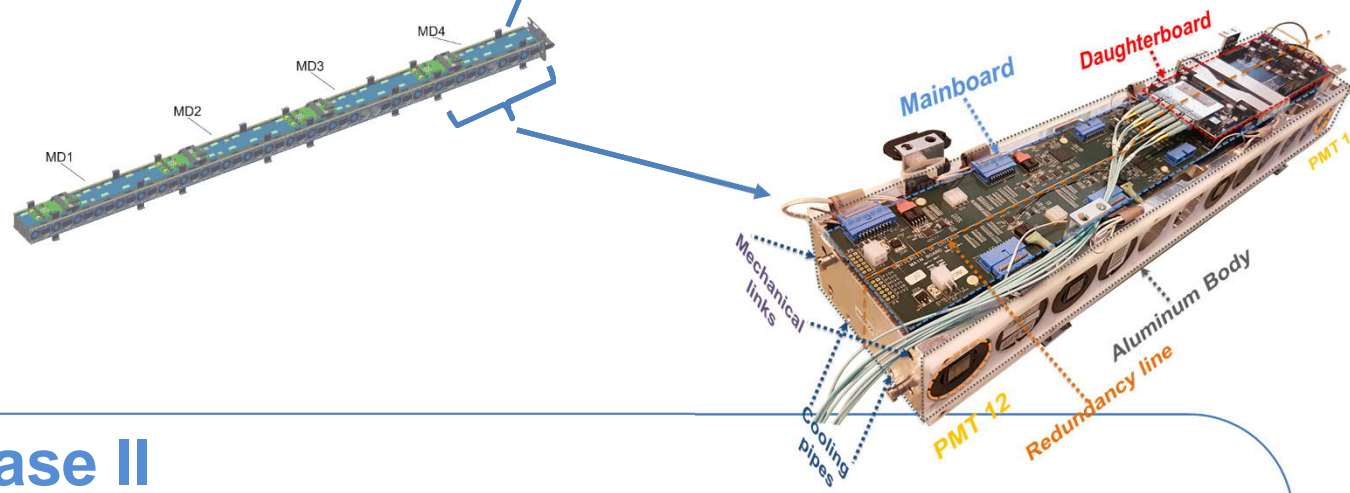 MD4
MD3
MD2
MD1
Daughterboard
Mainboard
PMT 1
Mechanical
links
Aluminum Body
Redundancy line
PMT 12
Cooling
pipes
ase II